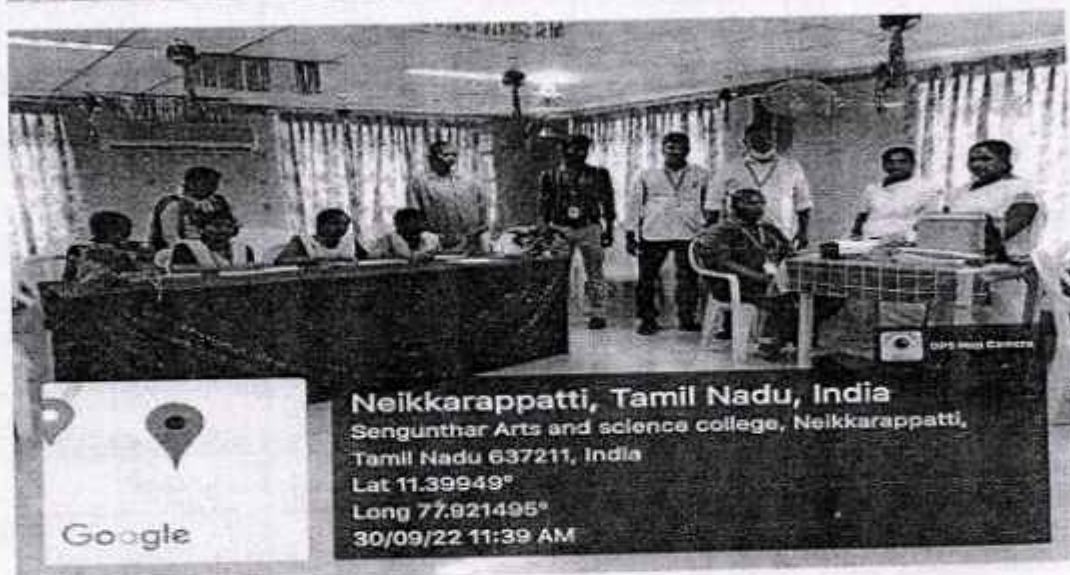 GPS Map Camera
Neikkarappatti, Tamil Nadu, India
Sengunthar Arts and science college, Neikkarappatti,
Tamil Nadu 637211, India
Lat 11.39949°
Long 77.921495°
30/09/22 11:39 AM
Google